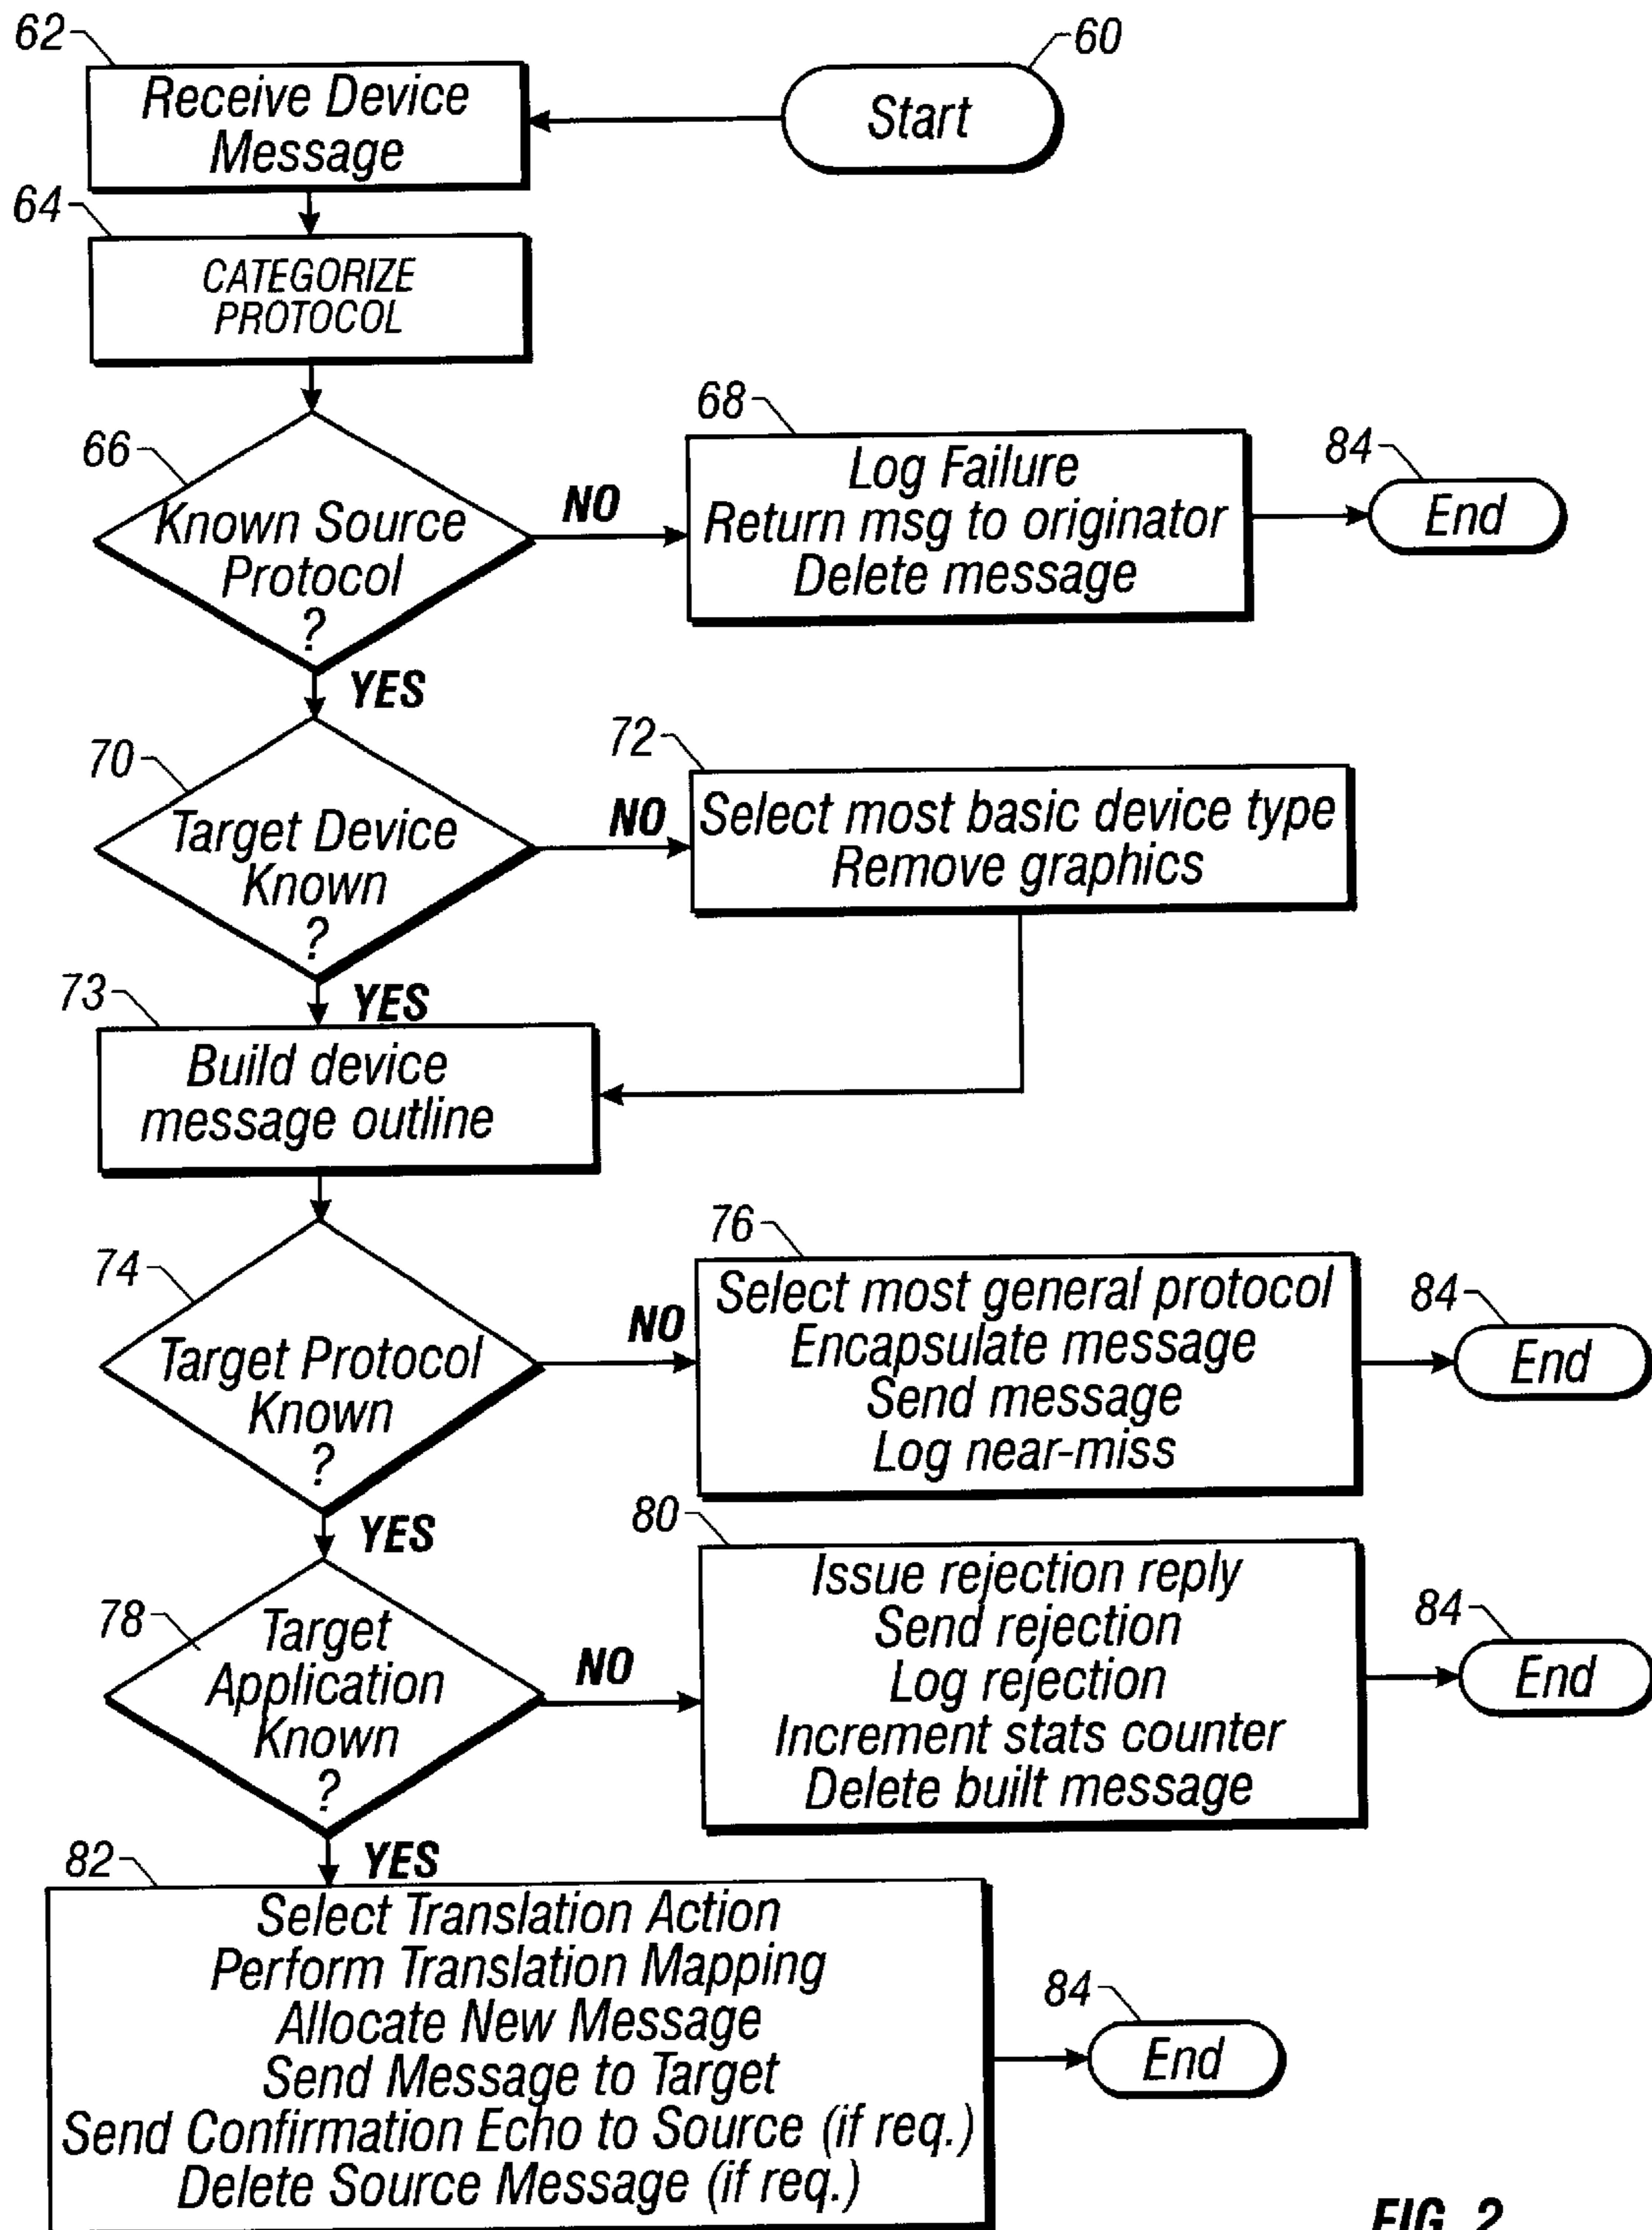 62
60
Receive Device
Message
Start
64
CATEGORIZE
PROTOCOL
66
Known Source
Protocol
?
NO
68
Log Failure
Return msg to originator
Delete message
84
End
YES
70
Target Device
Known
?
NO
72
Select most basic device type
Remove graphics
YES
73
Build device
message outline
74
Target Protocol
Known
?
NO
76
Select most general protocol
Encapsulate message
Send message
Log near-miss
84
End
YES
78
Target
Application
Known
?
NO
80
Issue rejection reply
Send rejection
Log rejection
Increment stats counter
Delete built message
84
End
YES
82
Select Translation Action
Perform Translation Mapping
Allocate New Message
Send Message to Target
Send Confirmation Echo to Source (if req.)
Delete Source Message (if req.)
84
End
FIG. 2